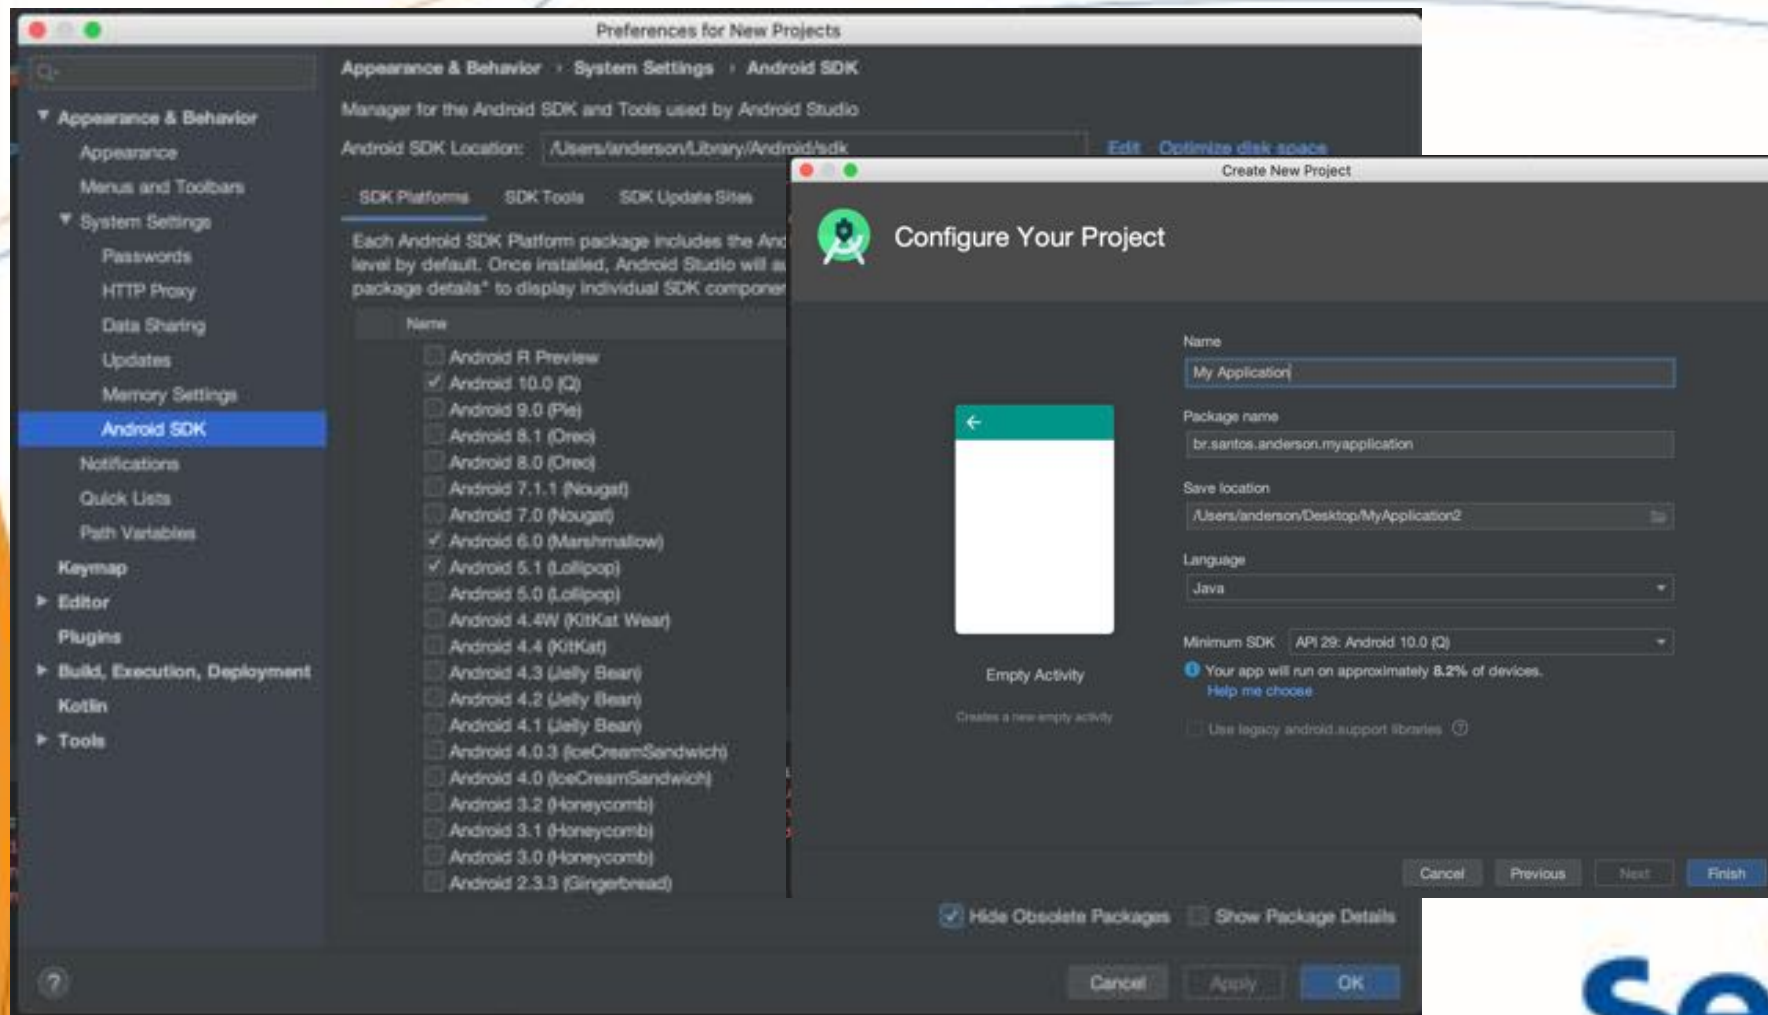 Preferences for New Projects
Appearance & Behavior › System Settings › Android SDK
Manager for the Android SDK and Tools used by Android Studio
Android SDK Location: /Users/anderson/Library/Android/sdk Edit Optimize disk space
SDK Platforms SDK Tools SDK Update Sites
Each Android SDK Platform package includes the
level by default. Once installed, Android Studio will
package details" to display individual SDK
Name
Android R Preview
Android 10.0 (Q)
Android 9.0 (Pie)
Android 8.1 (Oreo)
Android 8.0 (Oreo)
Android 7.1.1 (Nougat)
Android 7.0 (Nougat)
Android 6.0 (Marshmallow)
Android 5.1 (Lollipop)
Android 5.0 (Lollipop)
Android 4.4W (KitKat Wear)
Android 4.4 (KitKat)
Android 4.3 (Jelly Bean)
Android 4.2 (Jelly Bean)
Android 4.1 (Jelly Bean)
Android 4.0.3 (IceCreamSandwich)
Android 4.0 (IceCreamSandwich)
Android 3.2 (Honeycomb)
Android 3.1 (Honeycomb)
Android 3.0 (Honeycomb)
Android 2.3.3 (Gingerbread)
Hide Obsolete Packages Show Package Details
Cancel Apply OK
Appearance & Behavior
Appearance
Menus and Toolbars
System Settings
Passwords
HTTP Proxy
Data Sharing
Updates
Memory Settings
Android SDK
Notifications
Quick Lists
Path Variables
Keymap
Editor
Plugins
Build, Execution, Deployment
Kotlin
Tools
?
Create New Project
Configure Your Project
Empty Activity
Creates a new empty activity
Name
My Application
Package name
br.santos.anderson.myapplication
Save location
/Users/anderson/Desktop/MyApplication2
Language
Java
Minimum SDK API 29: Android 10.0 (Q)
Your app will run on approximately 8.2% of devices.
Help me choose
Use legacy android.support libraries ?
Cancel Previous Next Finish